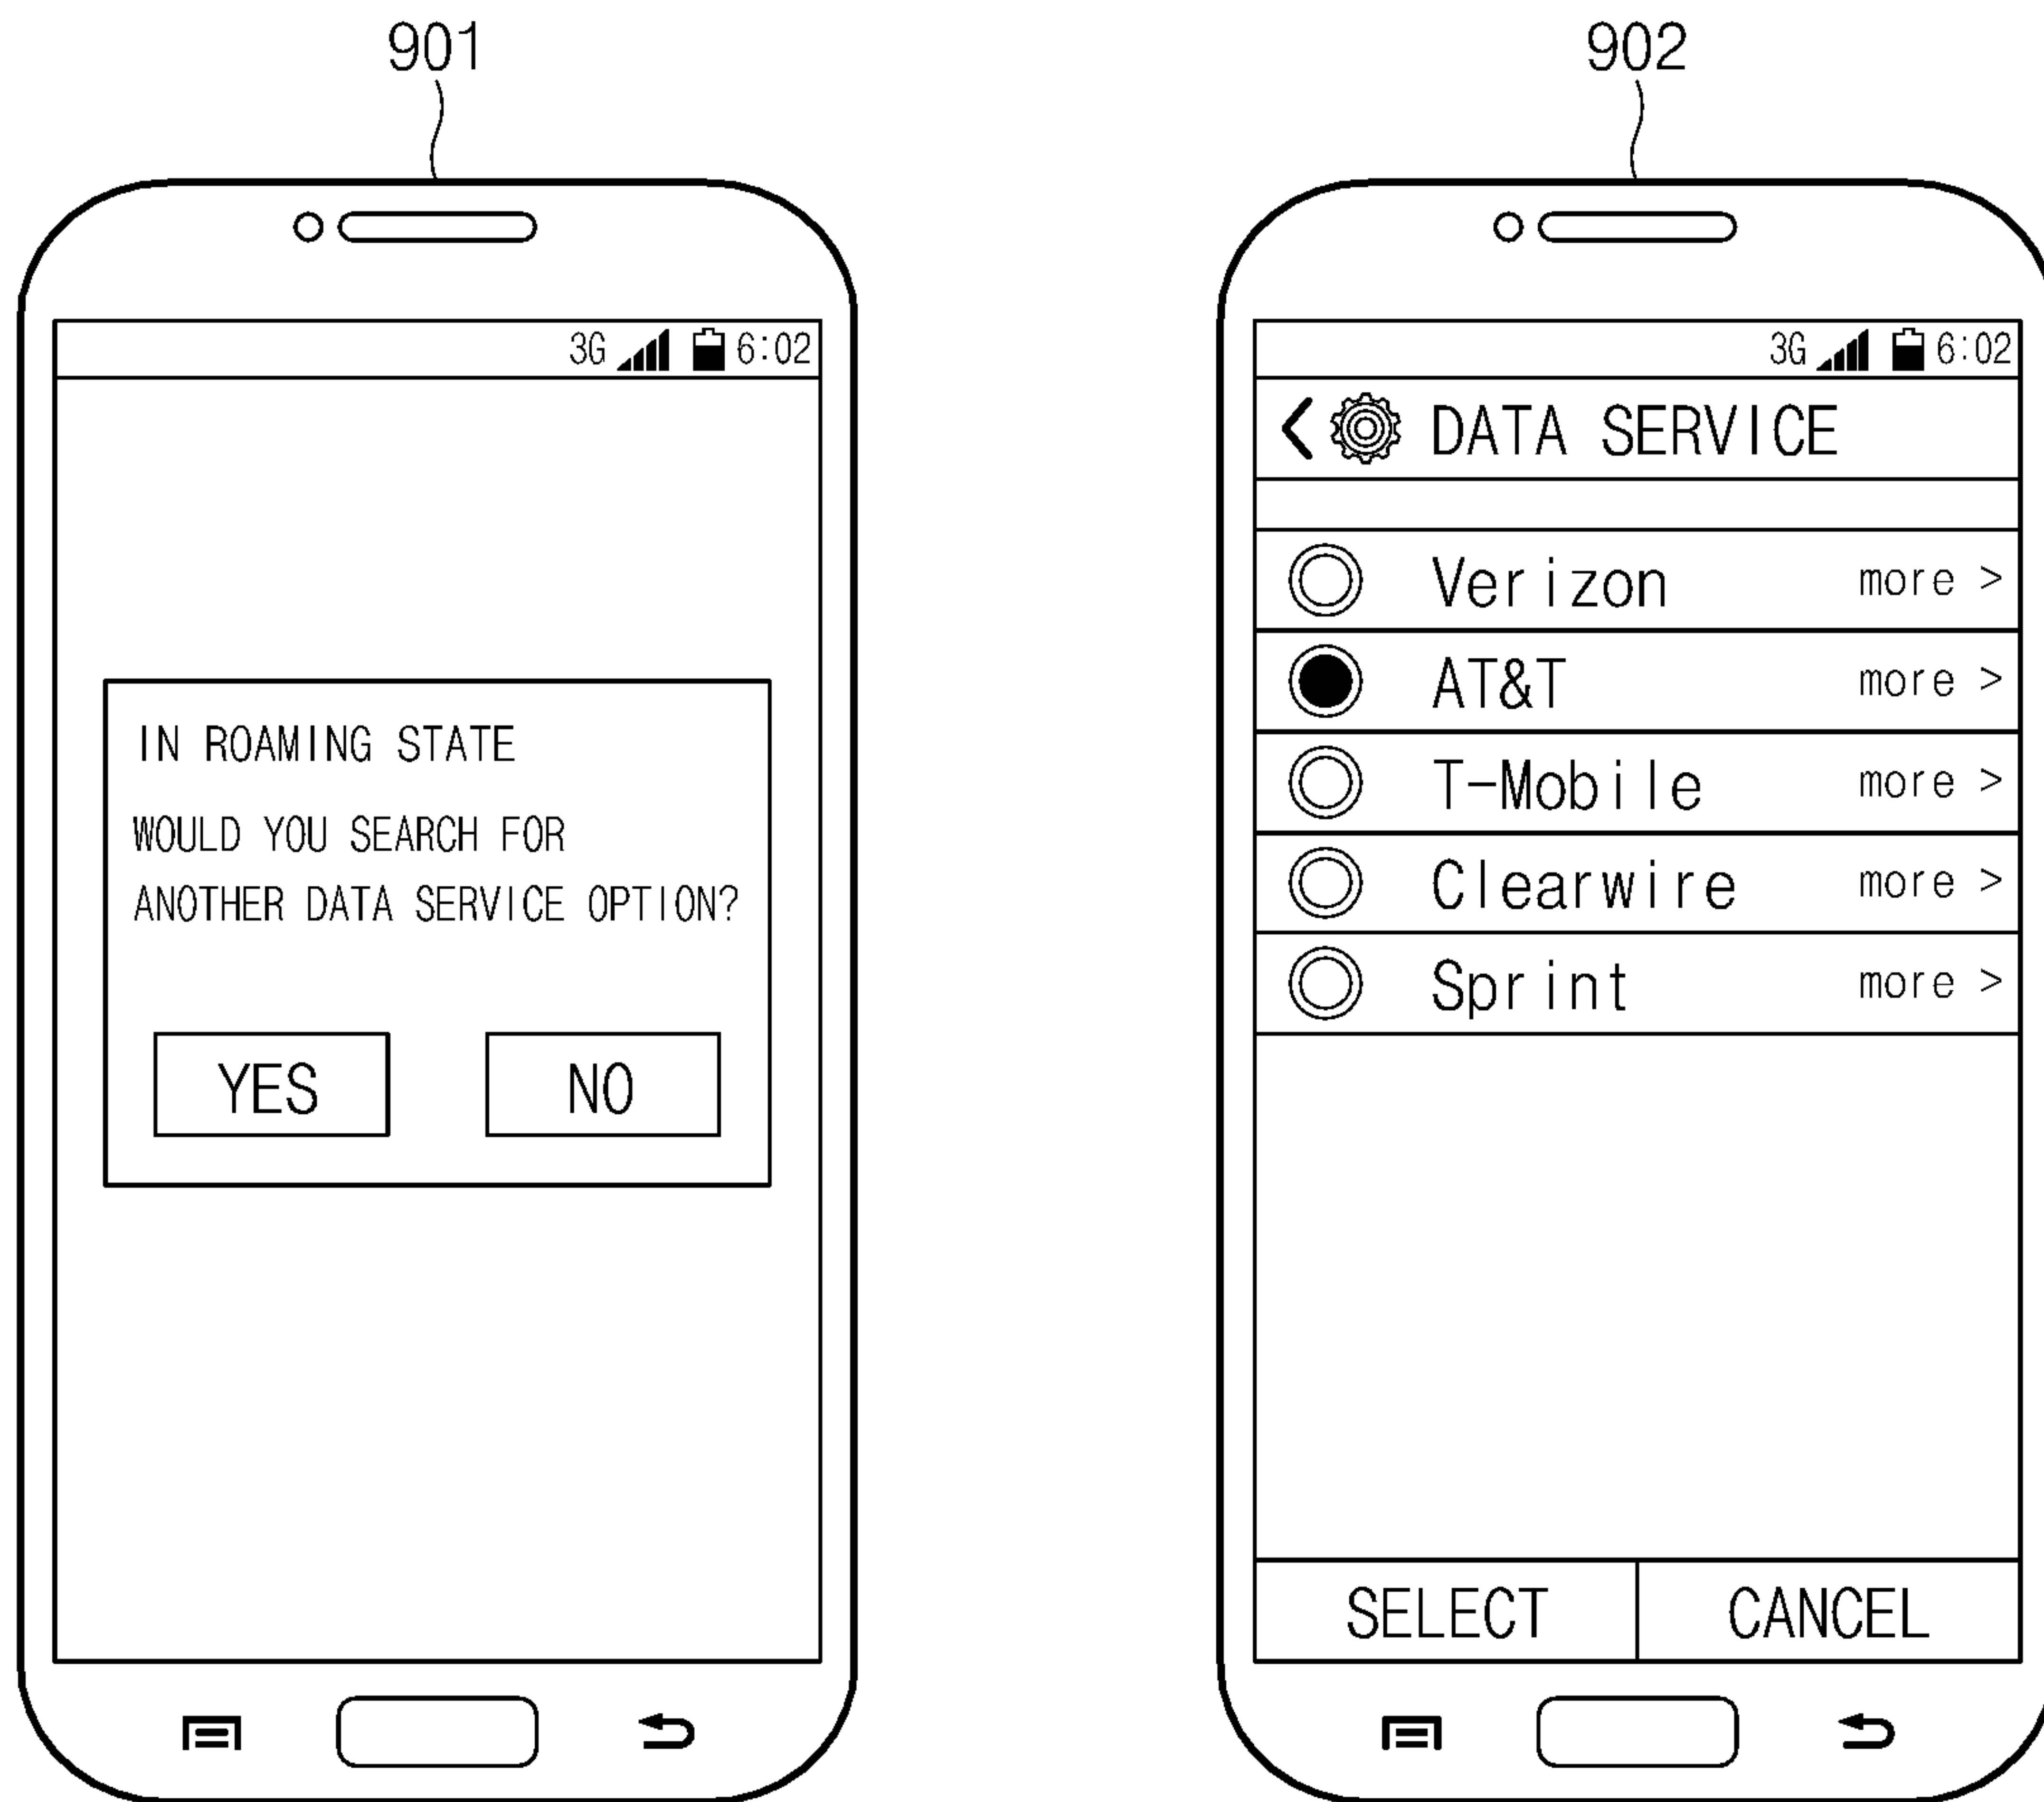 901
3G 6:02
IN ROAMING STATE
WOULD YOU SEARCH FOR
ANOTHER DATA SERVICE OPTION?
YES NO
902
3G 6:02
DATA SERVICE
Verizon more >
AT&T more >
T-Mobile more >
Clearwire more >
Sprint more >
SELECT CANCEL